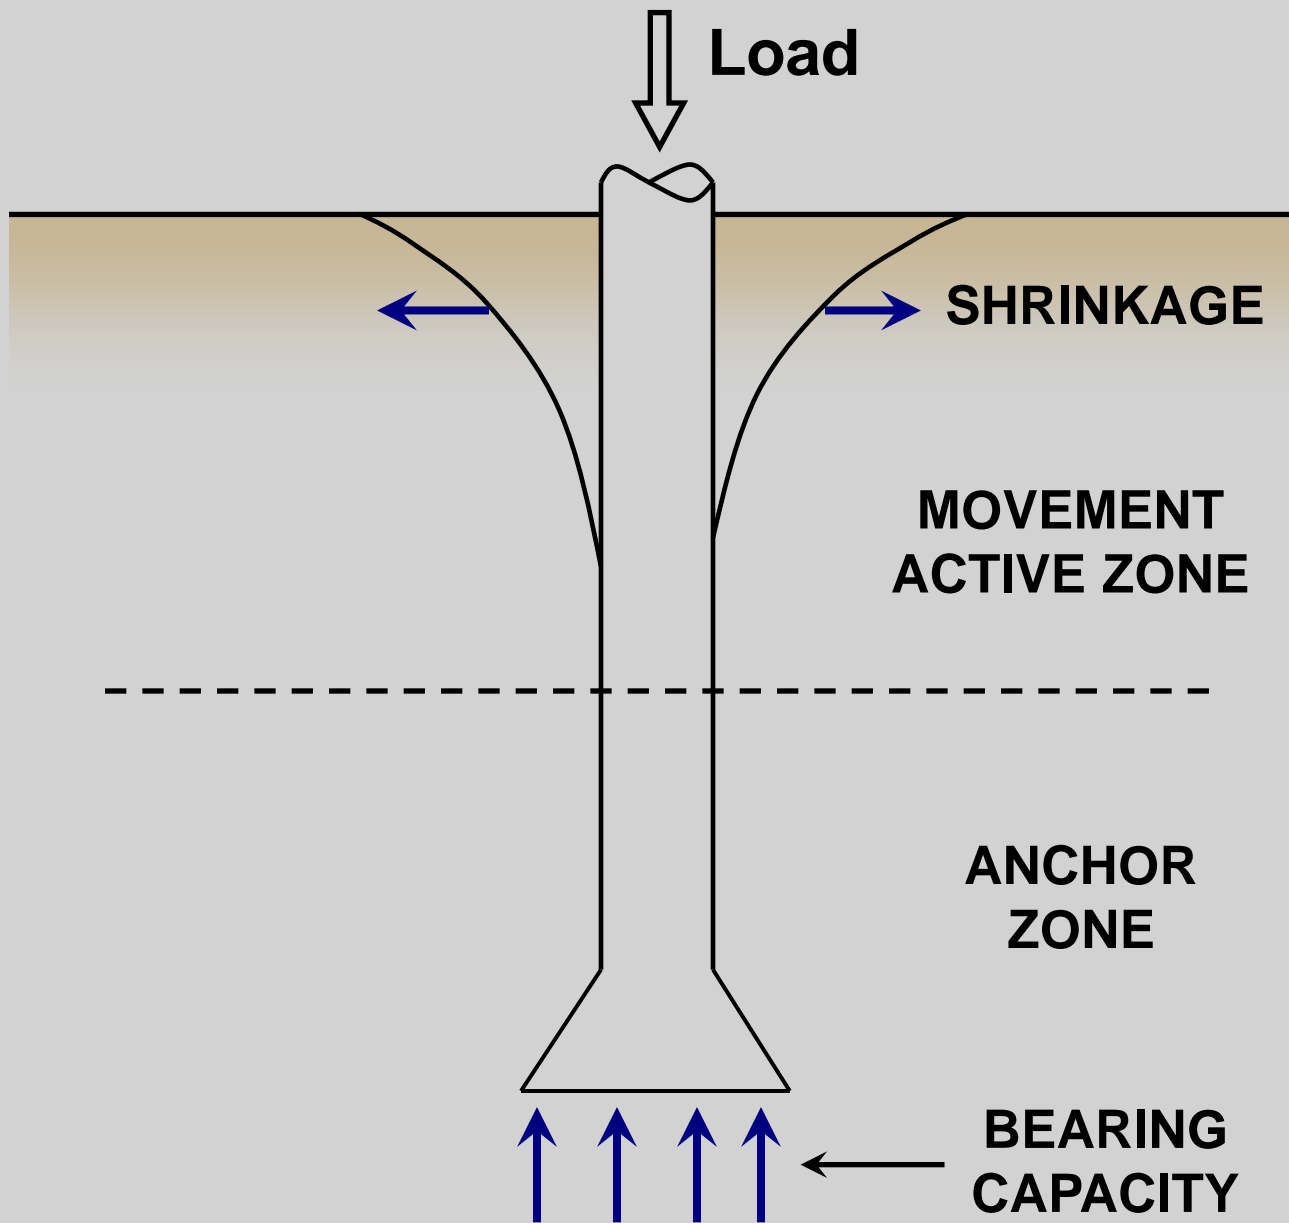 Load
SHRINKAGE
MOVEMENT
ACTIVE ZONE
ANCHOR
ZONE
BEARING
CAPACITY